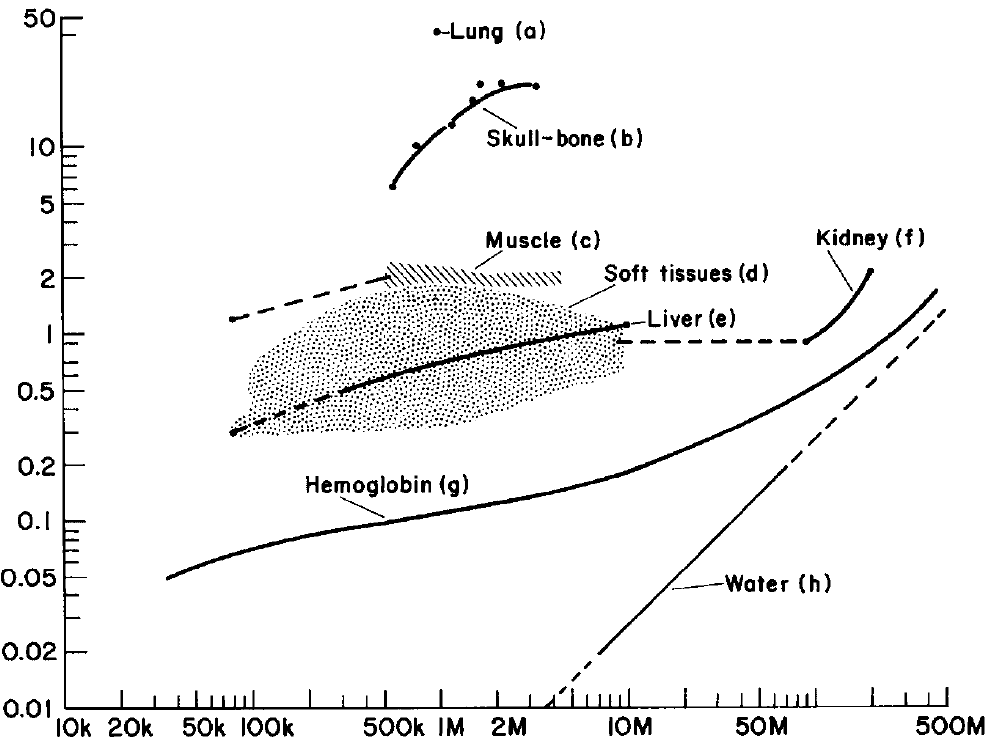 50
Lung (a)
10
Skull-bone (b)
5
Muscle (c)
Kidney (f)
2
Soft tissues (d)
1
Liver (e)
0.5
0.2
Hemoglobin (g)
0.1
0.05
Water (h)
0.02
0.01
10k 20k 50k 100k 500k 1M 2M 10M 50M 500M